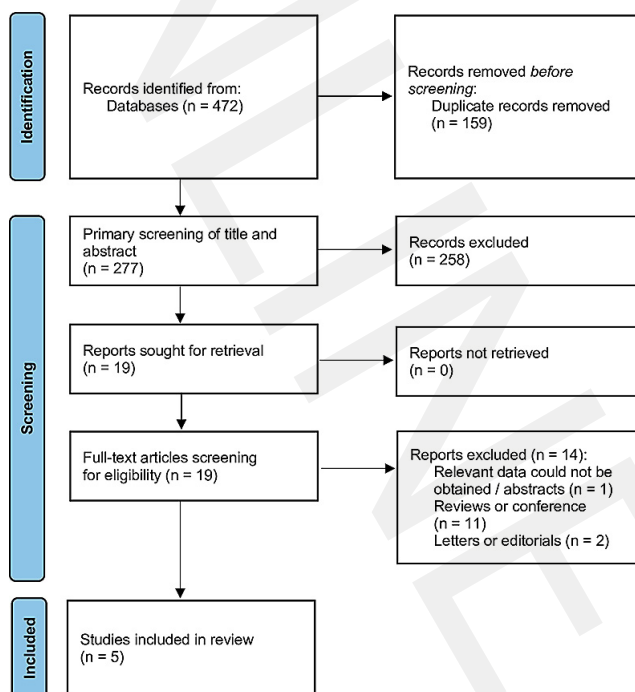 Identification
Records identified from:
Databases (n = 472)
Records removed before
screening:
Duplicate records removed
(n = 159)
Screening
Primary screening of title and
abstract
(n = 277)
Records excluded
(n = 258)
Reports sought for retrieval
(n = 19)
Reports not retrieved
(n = 0)
Full-text articles screening
for eligibility (n = 19)
Reports excluded (n = 14):
Relevant data could not be
obtained / abstracts (n = 1)
Reviews or conference
(n = 11)
Letters or editorials (n = 2)
Included
Studies included in review
(n = 5)